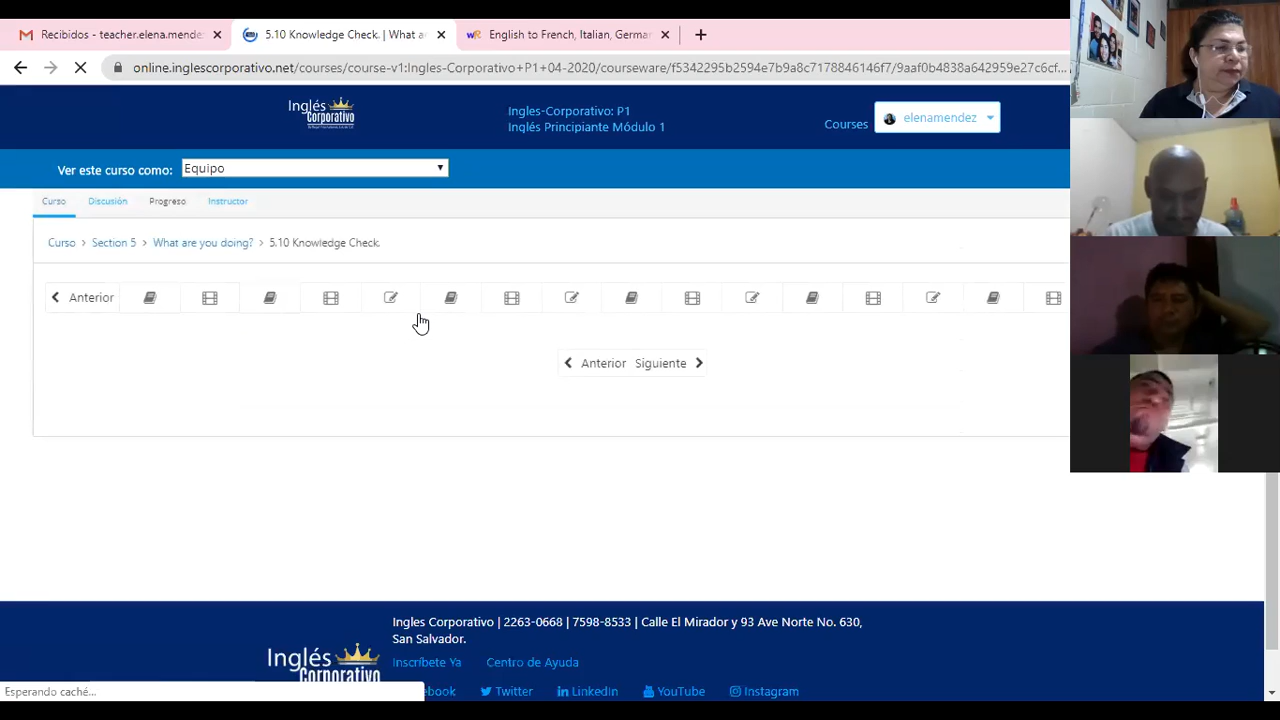 Recibidos - teacher.elena.mende
5.10 Knowledge Check. | What a
English to French, Italian, Germa
online.inglescorporativo.net/courses/course-v1:Ingles-Corporativo+P1+04-2020/courseware/f5342295b2594e7b9a8c7178846146f7/9aaf0b4838a642959e27c6cf...
Inglés
Corporativo
Ingles-Corporativo: P1
Inglés Principiante Módulo 1
Courses
elenamendez
Ver este curso como:
Equipo
Curso
Discusión
Progreso
Instructor
Curso > Section 5 > What are you doing? > 5.10 Knowledge Check.
Anterior
Anterior Siguiente
Ingles Corporativo | 2263-0668 | 7598-8533 | Calle El Mirador y 93 Ave Norte No. 630,
San Salvador.
Inglés
Corporativo
Inscríbete Ya
Centro de Ayuda
ebook
Twitter
LinkedIn
YouTube
Instagram
Esperando caché...